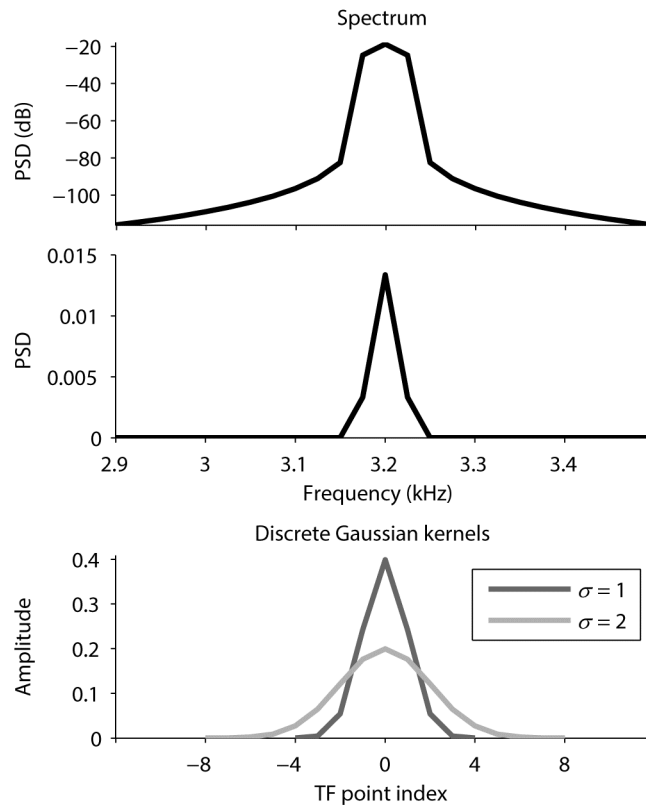 Spectrum
PSD (dB)
−20
−40
−60
−80
−100
PSD
0.015
0.01
0.005
0
2.9 3 3.1 3.2 3.3 3.4
Frequency (kHz)
Discrete Gaussian kernels
Amplitude
0.4
0.3
0.2
0.1
0
σ = 1
σ = 2
−8 −4 0 4 8
TF point index